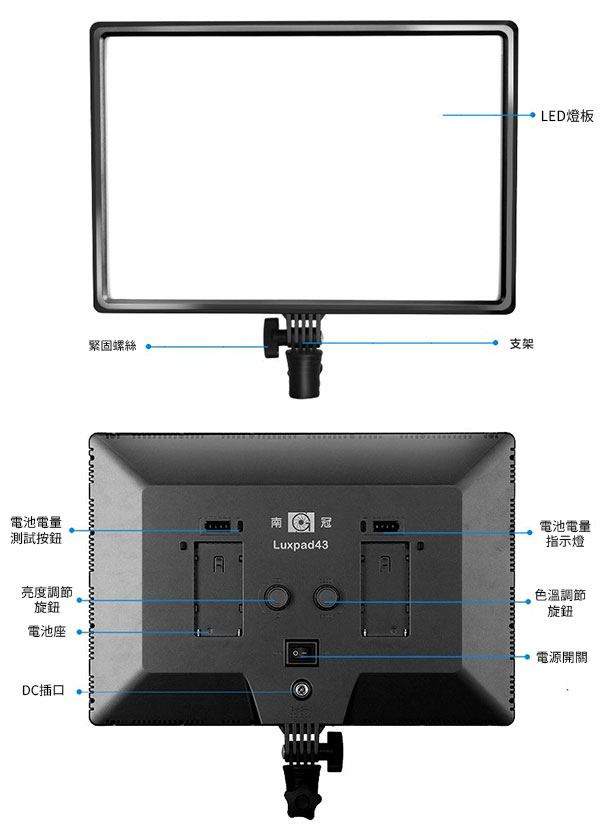 LED燈板
緊固螺絲
支架
電池電量
測試按鈕
南 冠
Luxpad43
電池電量
指示燈
亮度調節
旋鈕
色溫調節
旋鈕
電池座
電源開關
DC插口